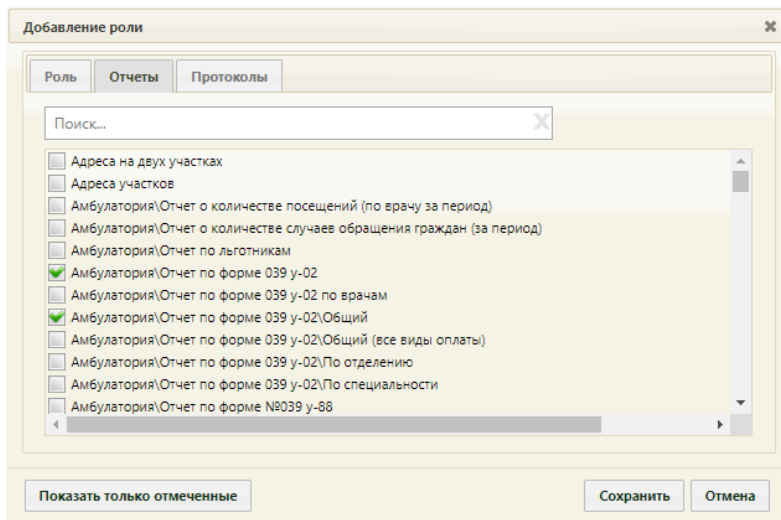 Добавление роли
Роль Отчеты Протоколы
Поиск...
Адреса на двух участках
Адреса участков
Амбулатория\Отчет о количестве посещений (по врачу за период)
Амбулатория\Отчет о количестве случаев обращения граждан (за период)
Амбулатория\Отчет по льготникам
Амбулатория\Отчет по форме 039 у-02
Амбулатория\Отчет по форме 039 у-02 по врачам
Амбулатория\Отчет по форме 039 у-02\Общий
Амбулатория\Отчет по форме 039 у-02\Общий (все виды оплаты)
Амбулатория\Отчет по форме 039 у-02\По отделению
Амбулатория\Отчет по форме 039 у-02\По специальности
Амбулатория\Отчет по форме №039 у-88
Показать только отмеченные Сохранить Отмена